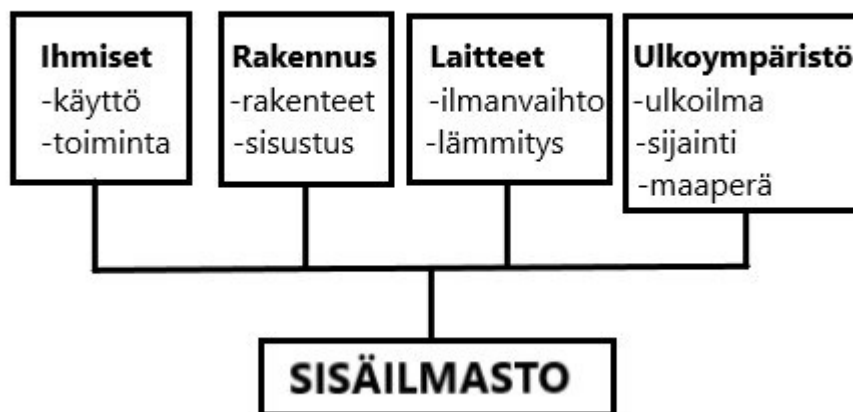 Ihmiset
-käyttö
-toiminta
Rakennus
-rakenteet
-sisustus
Laitteet
-ilmanvaihto
-lämmitys
Ulkoympäristö
-ulkoilma
-sijainti
-maaperä
SISÄILMASTO